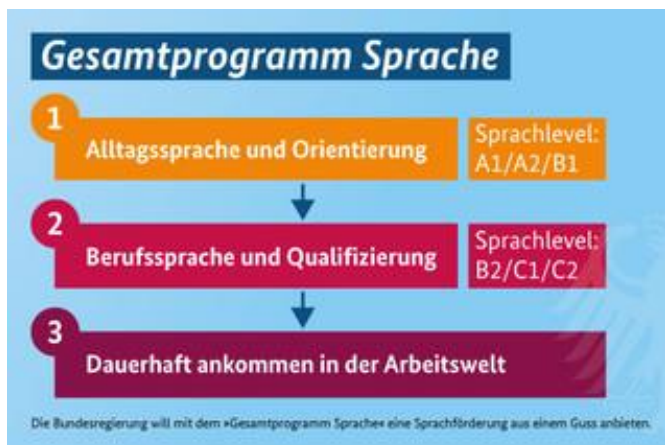 Gesamtprogramm Sprache
1
Alltagssprache und Orientierung
Sprachlevel:
A1/A2/B1
2
Berufssprache und Qualifizierung
Sprachlevel:
B2/C1/C2
3
Dauerhaft ankommen in der Arbeitswelt
Die Bundesregierung will mit dem »Gesamtprogramm Sprache« eine Sprachförderung aus einem Guss anbieten.